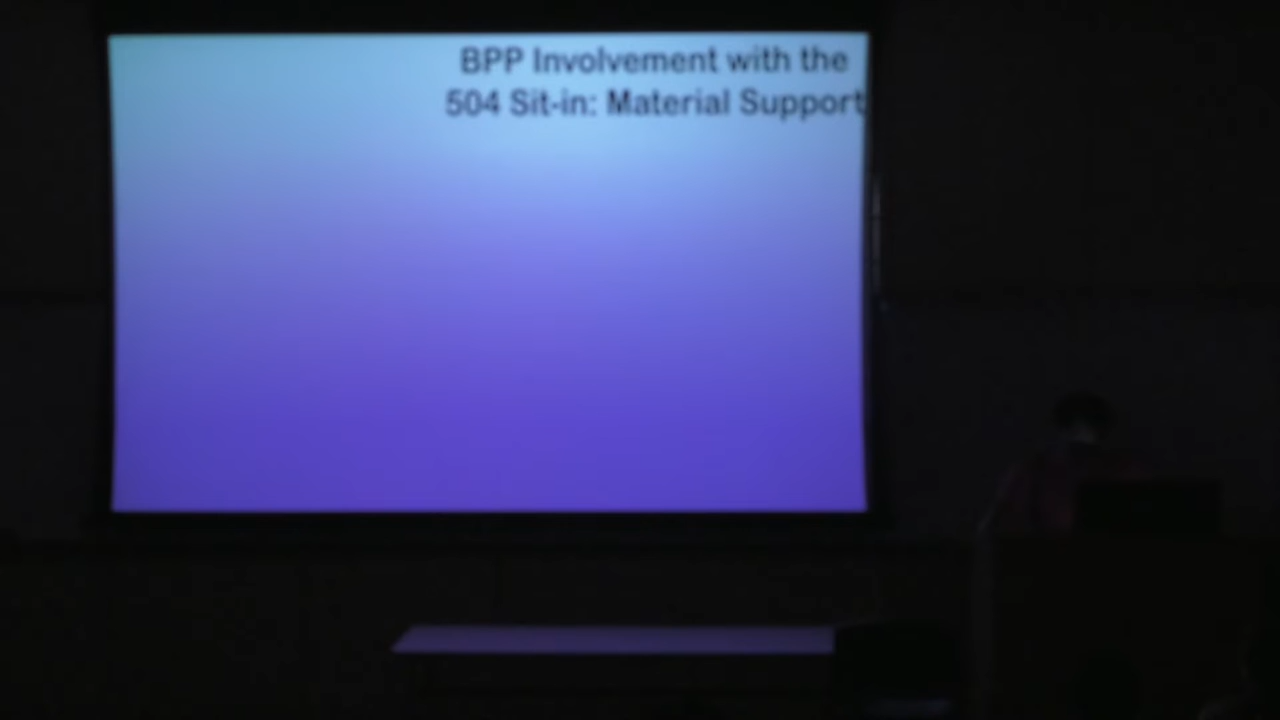 BPP Involvement with the
504 Sit-in: Material Support